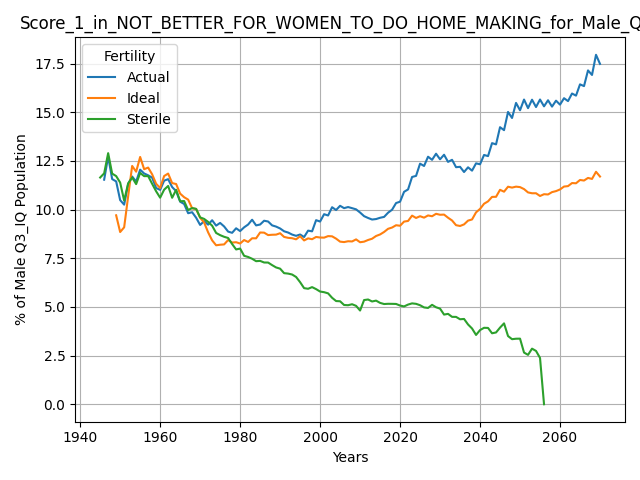 Score_1_in_NOT_BETTER_FOR_WOMEN_TO_DO_HOME_MAKING_for_Male_Q
Fertility
Actual
Ideal
Sterile
% of Male Q3_IQ Population
17.5
15.0
12.5
10.0
7.5
5.0
2.5
0.0
1940 1960 1980 2000 2020 2040 2060
Years